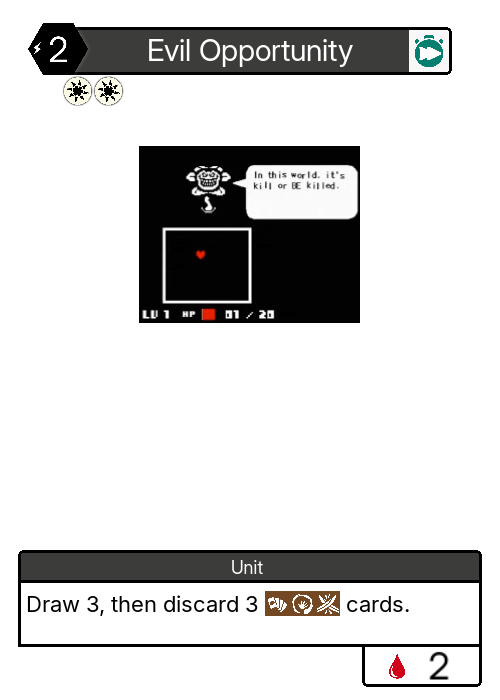 2 Evil Opportunity
In this world, it's
kill or BE killed.
LV 1 HP 01 / 20
Unit
Draw 3, then discard 3 cards.
2